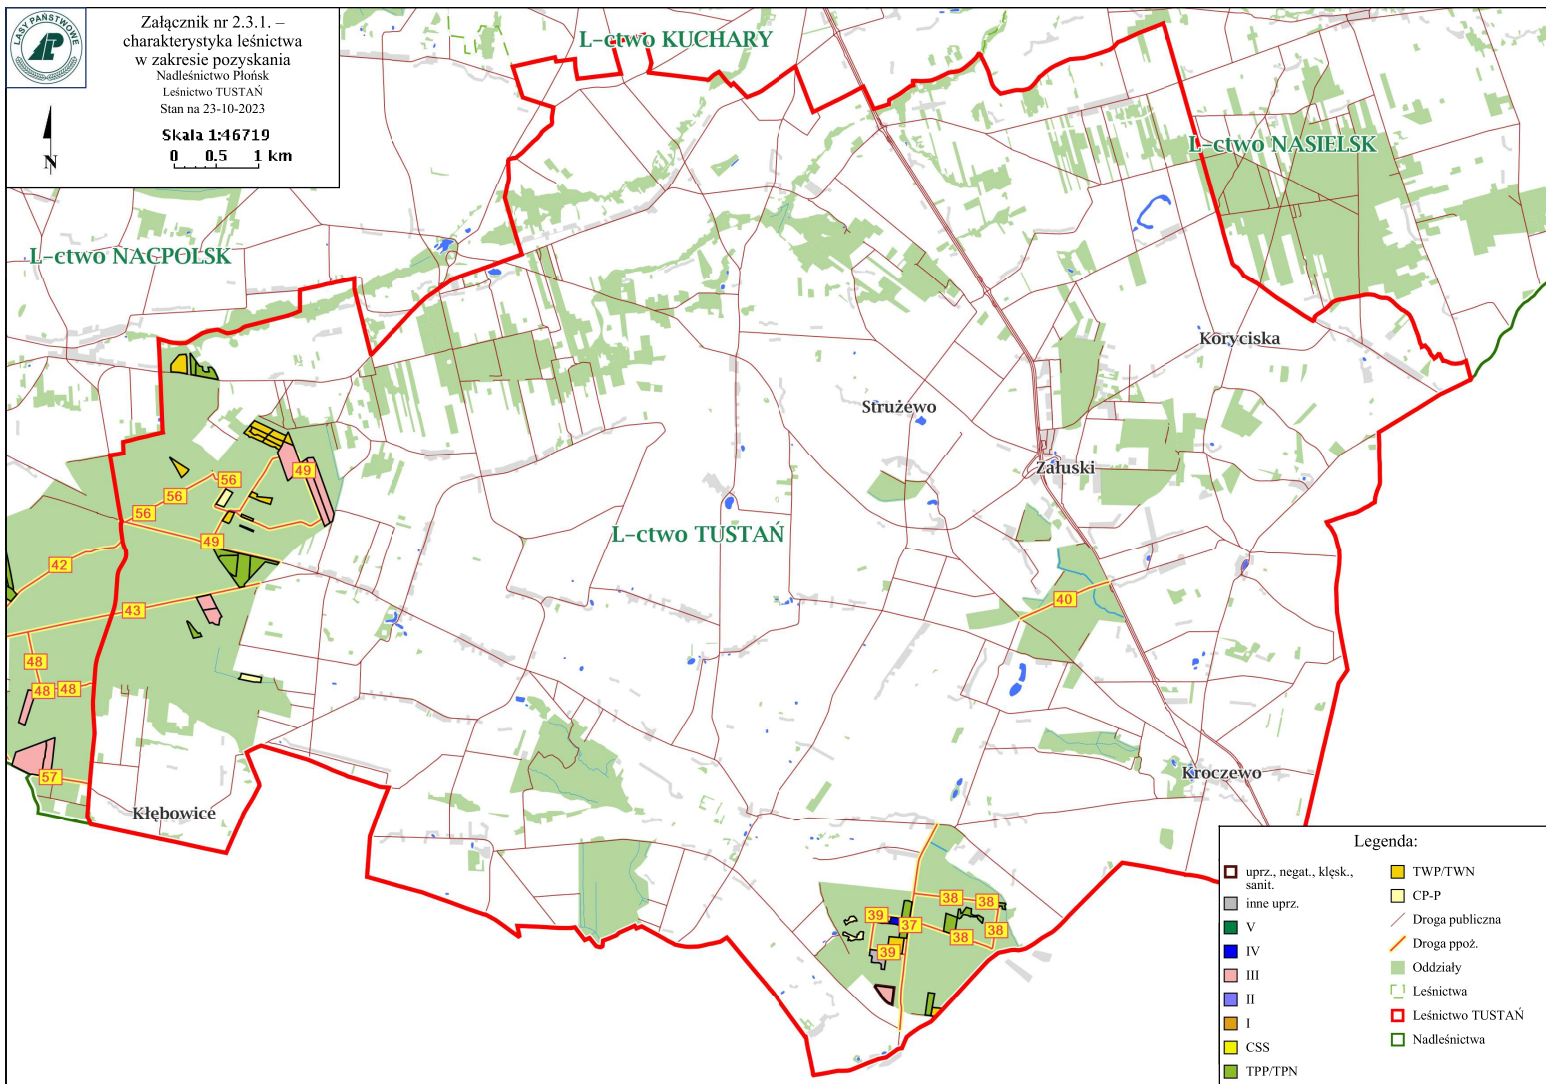 LASY PAŃSTWOWE
Załącznik nr 2.3.1. –
charakterystyka leśnictwa
w zakresie pozyskania
Nadleśnictwo Płońsk
Leśnictwo TUSTAŃ
Stan na 23-10-2023
Skala 1:46719
0 0.5 1 km
N
L-ctwo KUCHARY
L-ctwo NASIELSK
L-ctwo NACPOLSK
Koryciska
Strużewo
Załuski
49
56
56
56
L-ctwo TUSTAŃ
49
42
40
43
48
48
48
Kroczewo
57
Kłębowice
38
38
39
37
38
38
39
Legenda:
uprz., negat., klęsk.,
sanit.
inne uprz.
V
IV
III
II
I
CSS
TPP/TPN
TWP/TWN
CP-P
Droga publiczna
Droga ppoż.
Oddziały
Leśnictwa
Leśnictwo TUSTAŃ
Nadleśnictwa